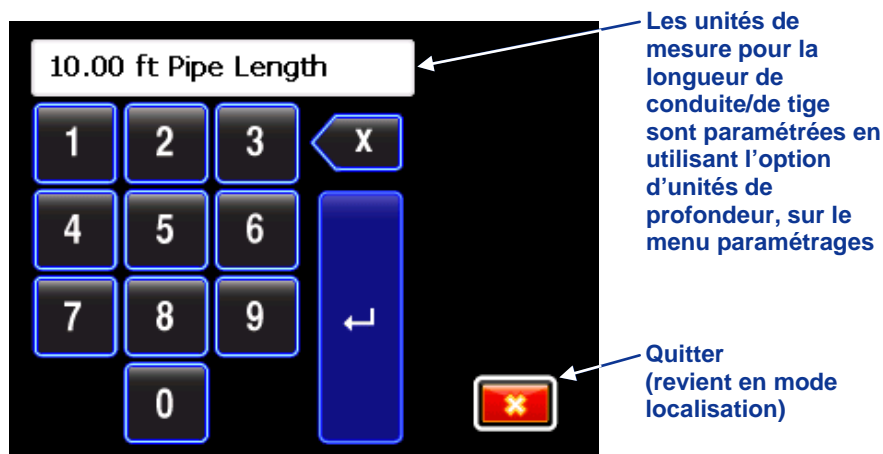 Les unités de
mesure pour la
longueur de
conduite/de tige
sont paramétrées en
utilisant l’option
d’unités de
profondeur, sur le
menu paramétrages
10.00 ft Pipe Length
1 2 3 X
4 5 6
7 8 9
0
Quitter
(revient en mode
localisation)